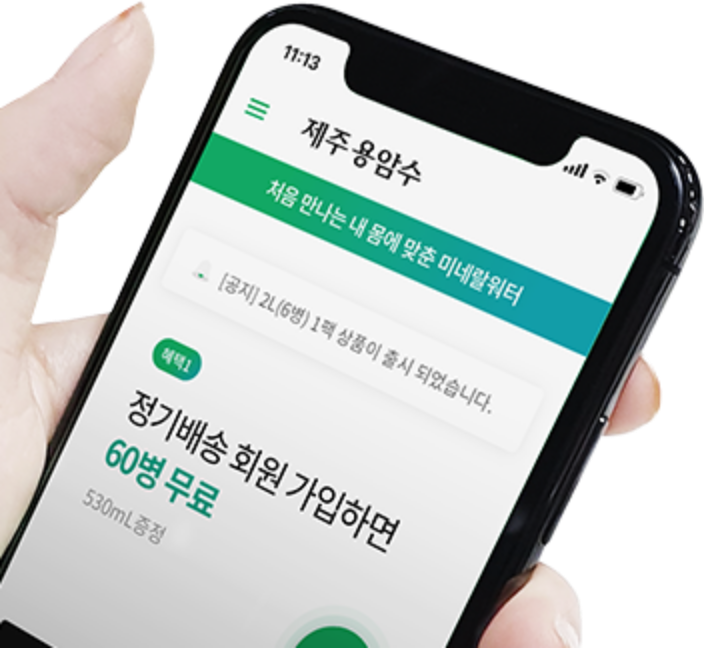 11:13
제주용암수
처음 만나는 내 몸에 맞춘 미네랄워터
[공지] 2L(6병) 1팩 상품이 출시 되었습니다.
혜택1
정기배송 회원 가입하면
60병 무료
530mL증정